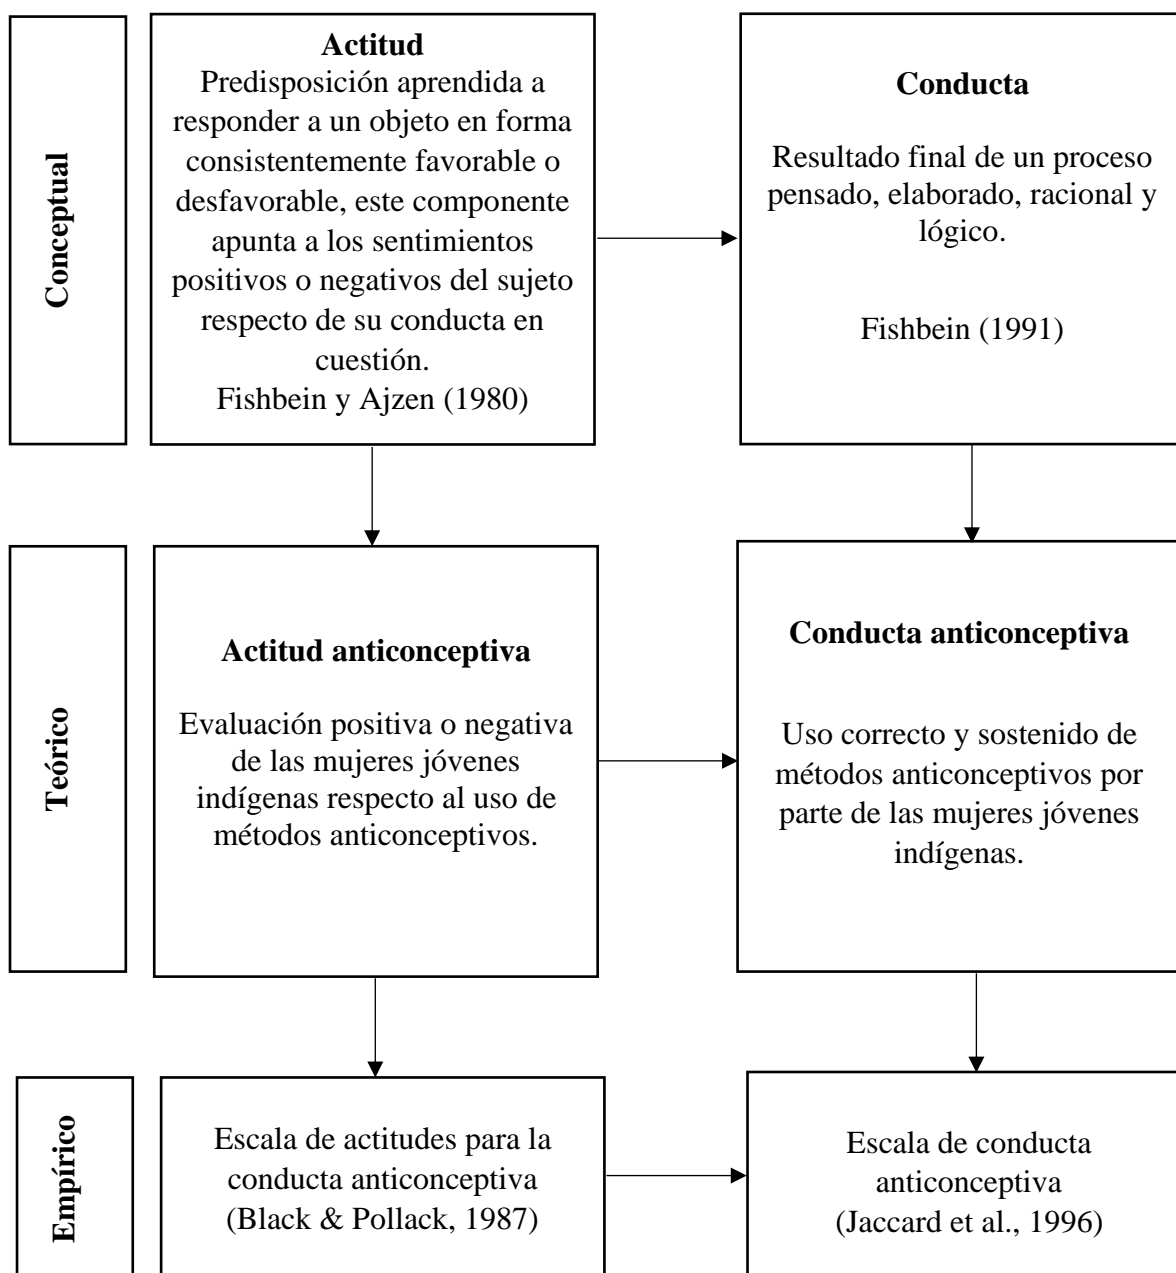 Conceptual
Actitud
Predisposición aprendida a
responder a un objeto en forma
consistentemente favorable o
desfavorable, este componente
apunta a los sentimientos
positivos o negativos del sujeto
respecto de su conducta en
cuestión.
Fishbein y Ajzen (1980)
Conducta
Resultado final de un proceso
pensado, elaborado, racional y
lógico.
Fishbein (1991)
Teórico
Actitud anticonceptiva
Evaluación positiva o negativa
de las mujeres jóvenes
indígenas respecto al uso de
métodos anticonceptivos.
Conducta anticonceptiva
Uso correcto y sostenido de
métodos anticonceptivos por
parte de las mujeres jóvenes
indígenas.
Empírico
Escala de actitudes para la
conducta anticonceptiva
(Black & Pollack, 1987)
Escala de conducta
anticonceptiva
(Jaccard et al., 1996)